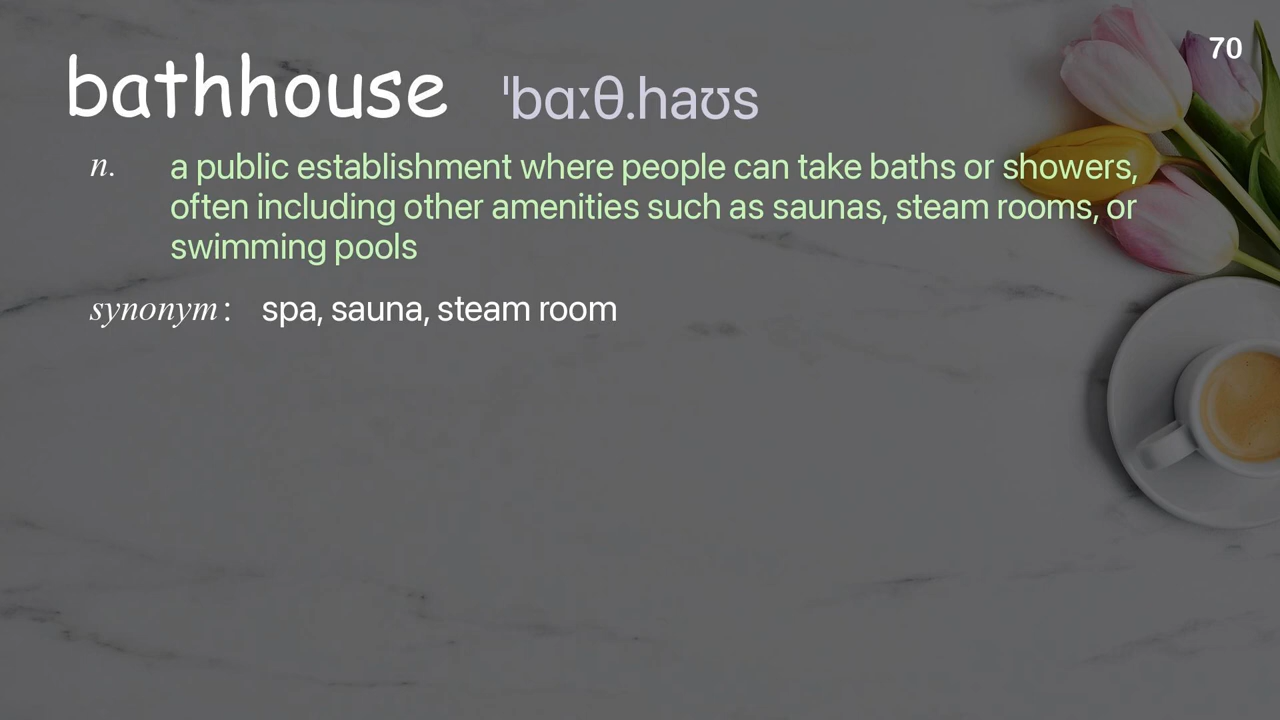 70
bathhouse ˈbɑːθ.haʊs
n. a public establishment where people can take baths or showers,
often including other amenities such as saunas, steam rooms, or
swimming pools
synonym: spa, sauna, steam room